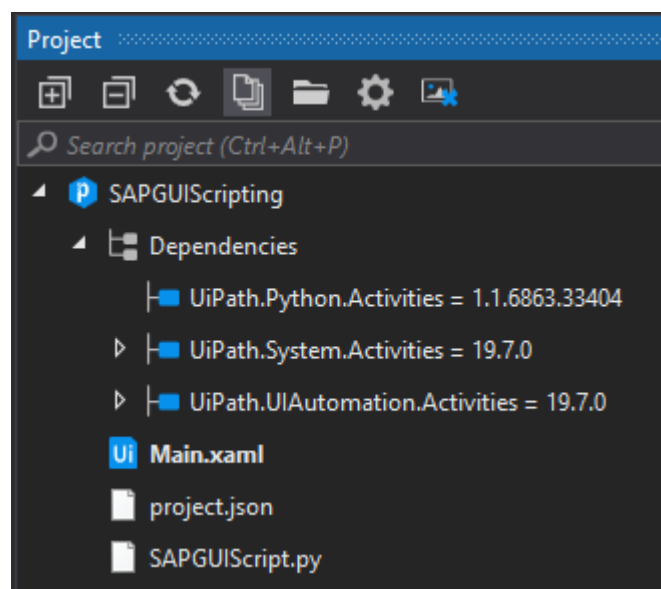 Project
Search project (Ctrl+Alt+P)
SAPGUIScripting
Dependencies
UiPath.Python.Activities = 1.1.6863.33404
UiPath.System.Activities = 19.7.0
UiPath.UIAutomation.Activities = 19.7.0
Ui Main.xaml
project.json
SAPGUIScript.py